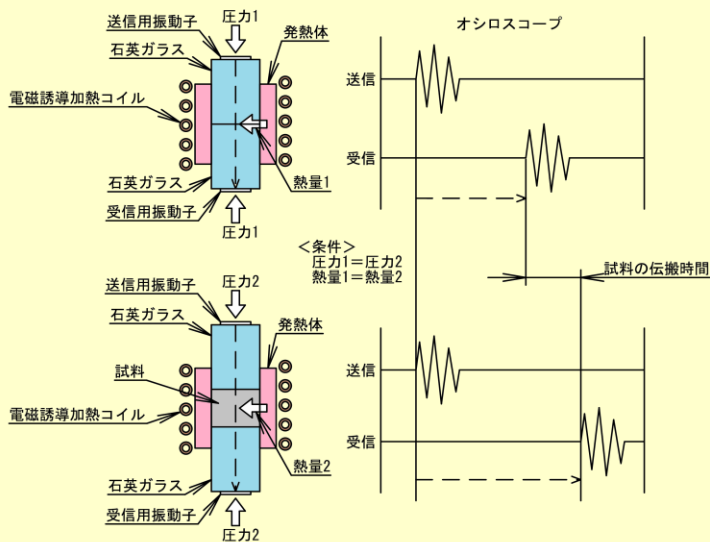 送信用振動子
圧力1
石英ガラス
発熱体
電磁誘導加熱コイル
石英ガラス
熱量1
受信用振動子
圧力1
オシロスコープ
送信
受信
<条件>
圧力1=圧力2
熱量1=熱量2
試料の伝搬時間
送信用振動子
圧力2
石英ガラス
発熱体
試料
電磁誘導加熱コイル
熱量2
石英ガラス
受信用振動子
圧力2
送信
受信